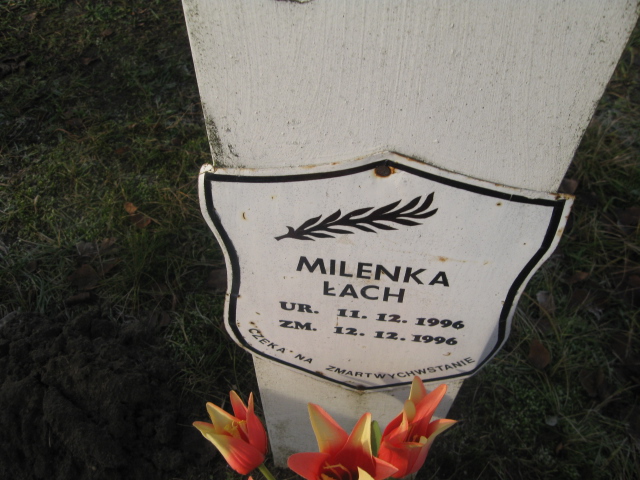 MILENKA
ŁACH
UR. 11. 12. 1996
ZM. 12. 12. 1996
"CZEKA" NA ZMARTWYCHWSTANIE